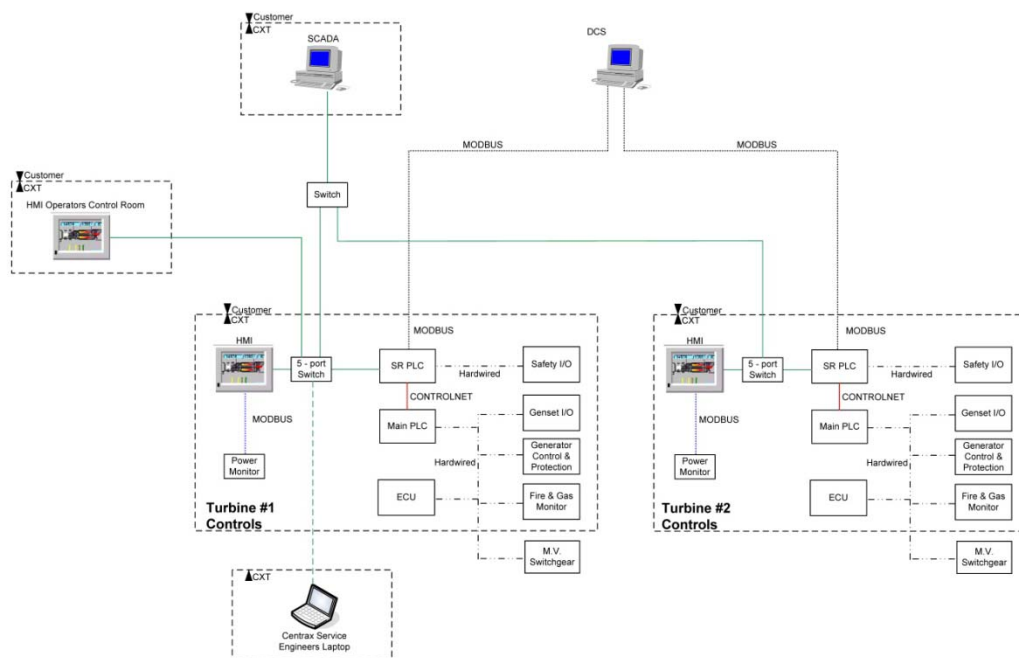 Customer
CXT
SCADA
DCS
MODBUS
MODBUS
Customer
CXT
HMI Operators Control Room
Switch
Customer
CXT
HMI
MODBUS
5 - port
Switch
SR PLC
Hardwired
Safety I/O
CONTROLNET
MODBUS
Main PLC
Genset I/O
Generator
Control &
Protection
Hardwired
Power
Monitor
ECU
Fire & Gas
Monitor
Turbine #1
Controls
M.V.
Switchgear
Customer
CXT
HMI
MODBUS
5 - port
Switch
SR PLC
Hardwired
Safety I/O
CONTROLNET
MODBUS
Main PLC
Genset I/O
Generator
Control &
Protection
Hardwired
Power
Monitor
ECU
Fire & Gas
Monitor
Turbine #2
Controls
M.V.
Switchgear
CXT
Centrax Service
Engineers Laptop